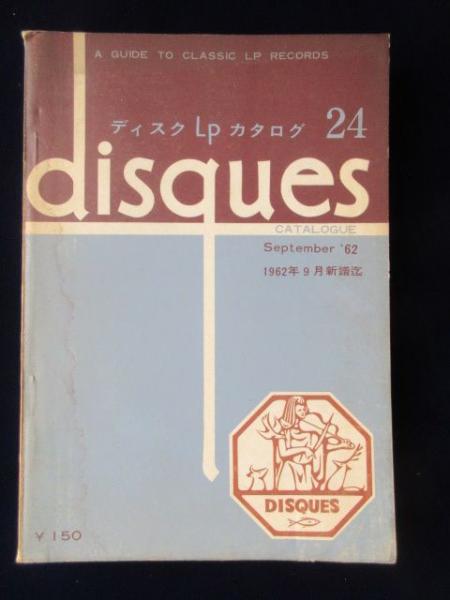 A GUIDE TO CLASSIC LP RECORDS
ディスク Lp カタログ 24
disques
CATALOGUE
September '62
1962年9月新譜迄
DISQUES
¥150